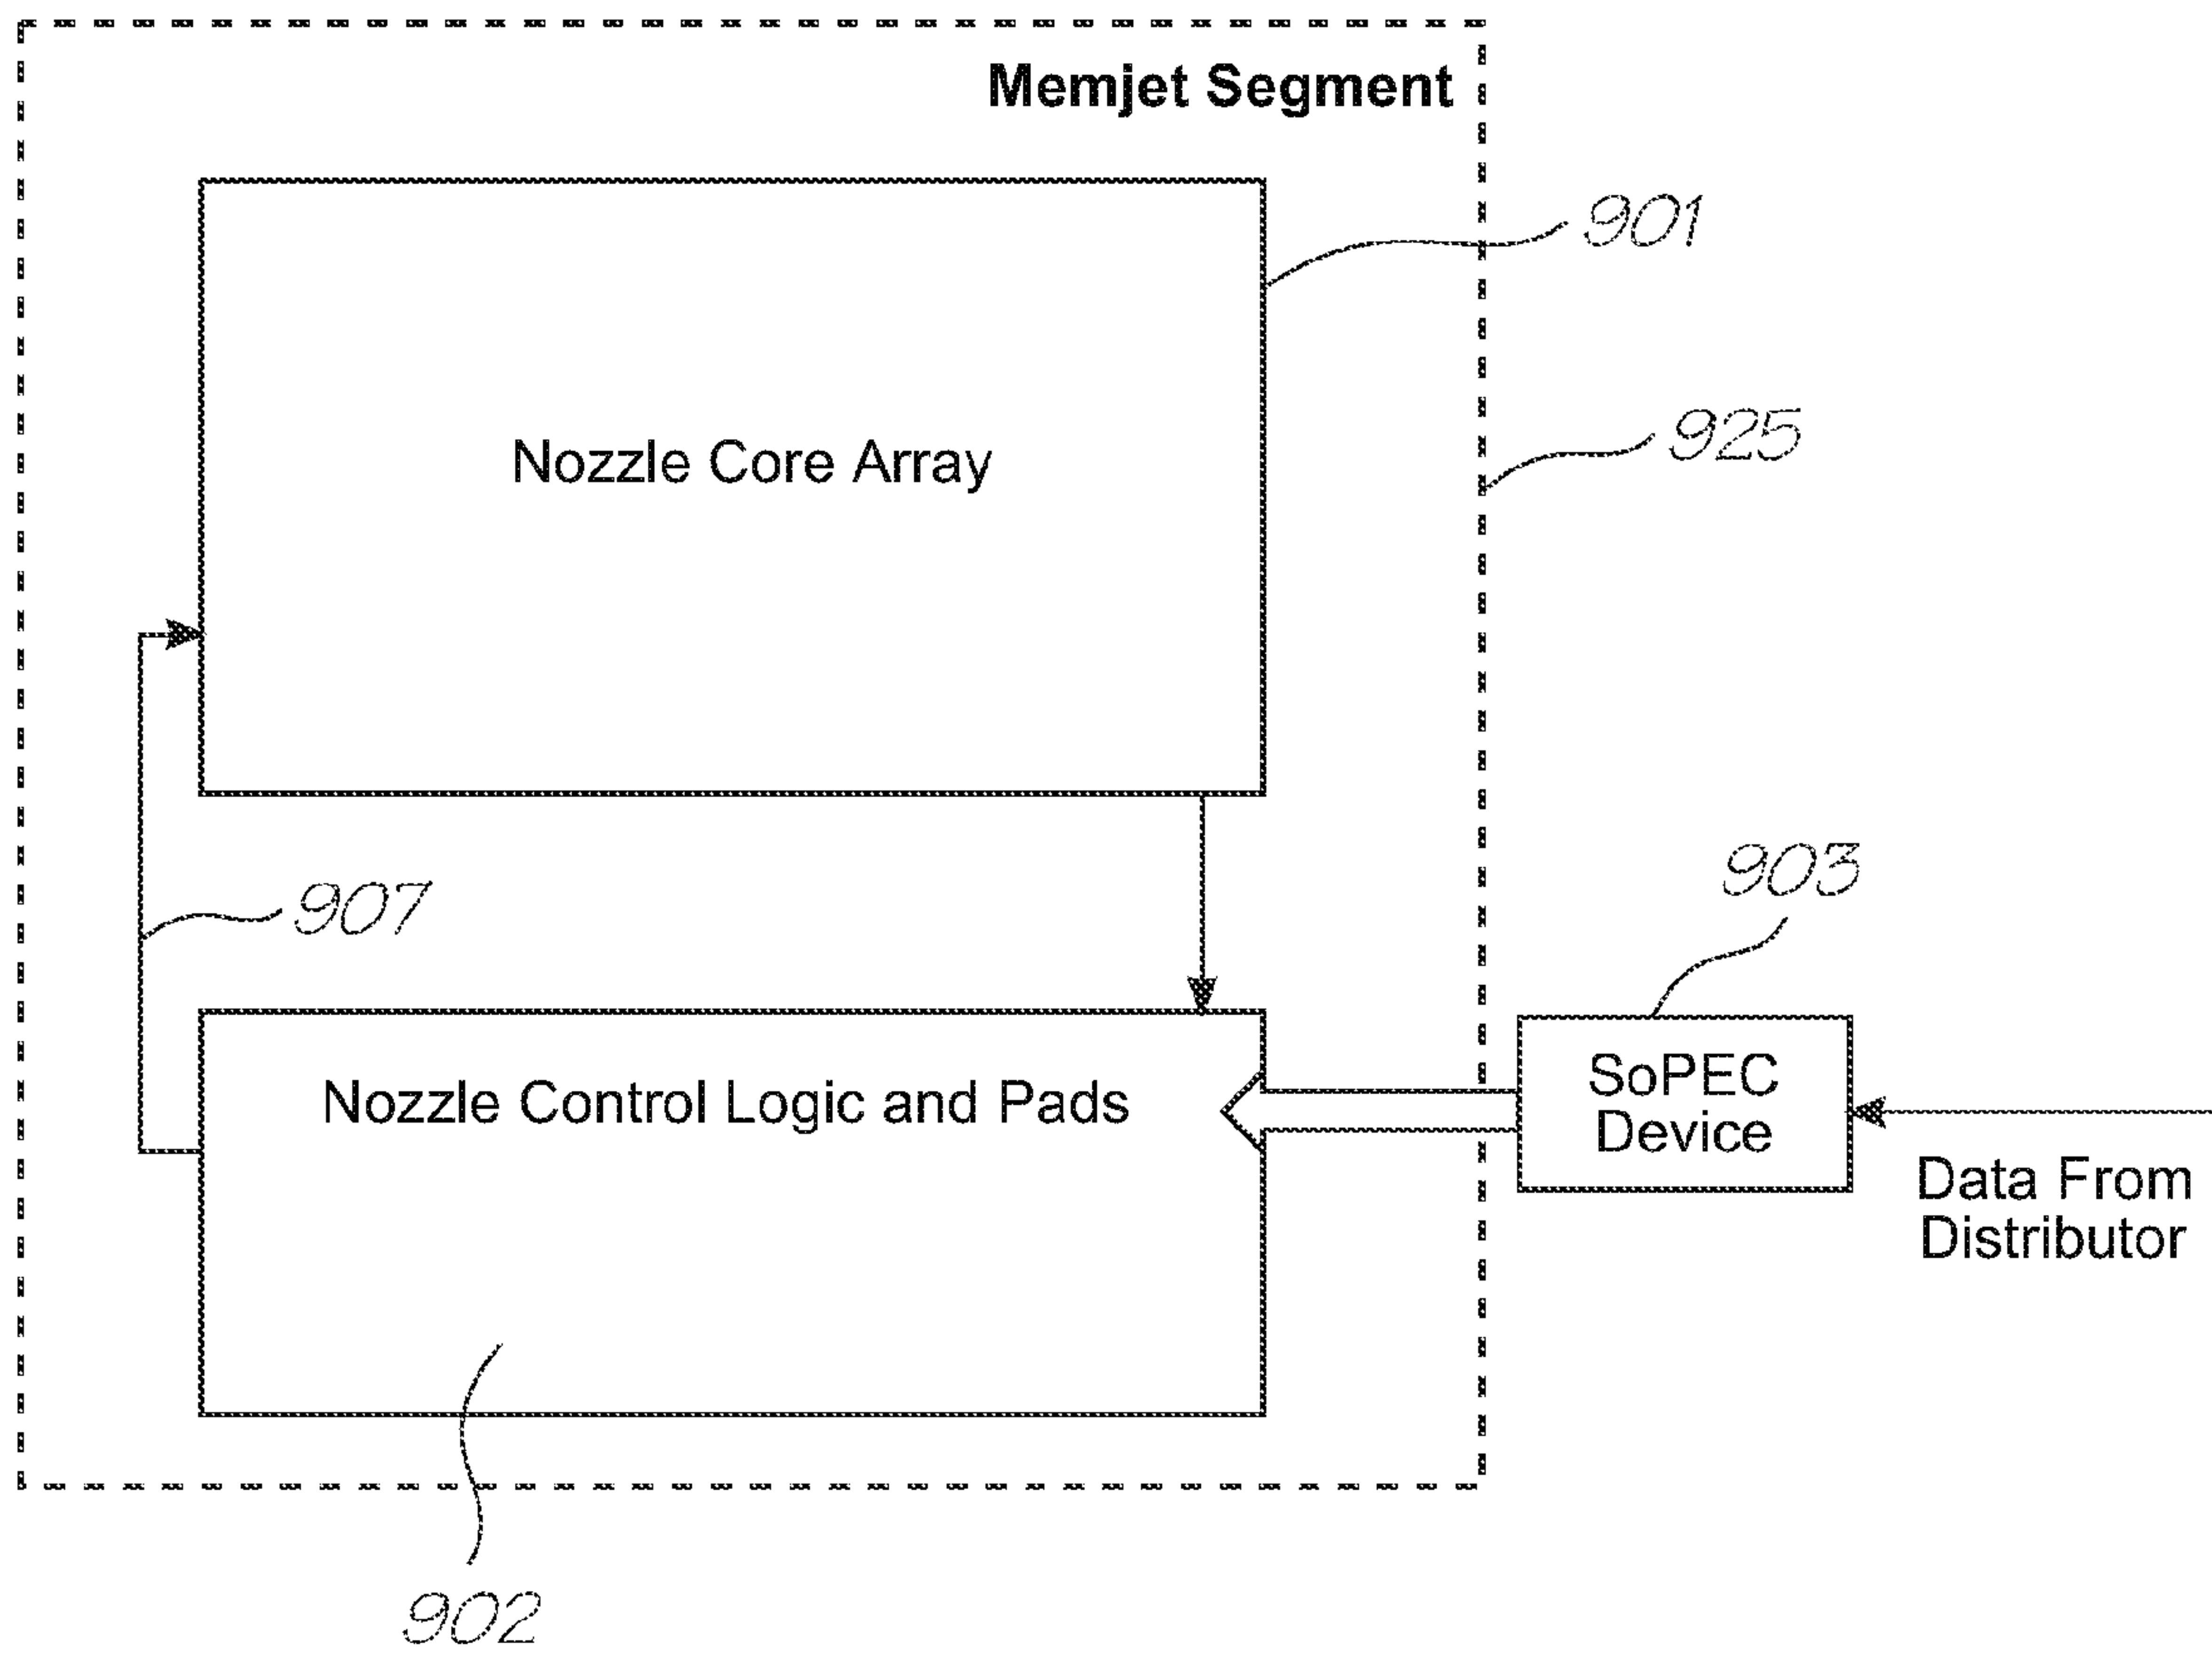 Memjet Segment
901
Nozzle Core Array
925
903
907
SoPEC
Device
Nozzle Control Logic and Pads
Data From
Distributor
902